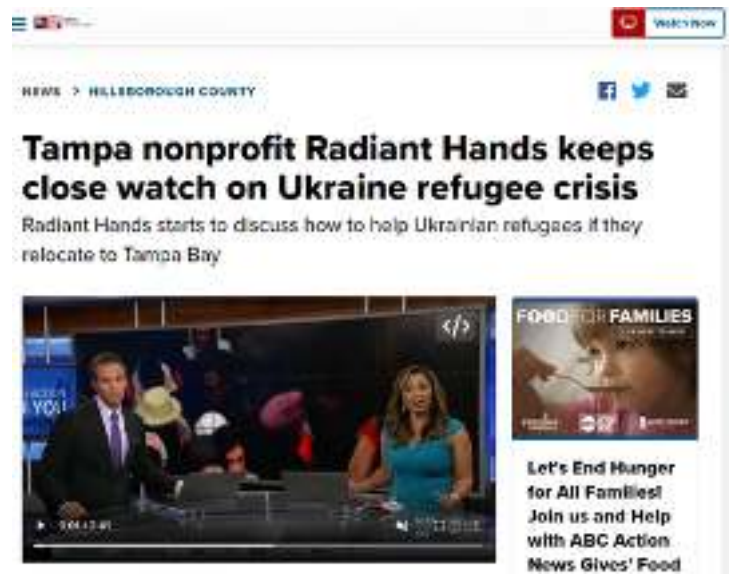 Watch Now
NEWS > HILLSBOROUGH COUNTY
Tampa nonprofit Radiant Hands keeps
close watch on Ukraine refugee crisis
Radiant Hands starts to discuss how to help Ukrainian refugees if they
relocate to Tampa Bay
</>
YOU
FOOD FOR FAMILIES
Let's End Hunger
for All Families!
Join us and Help
with ABC Action
News Gives' Food